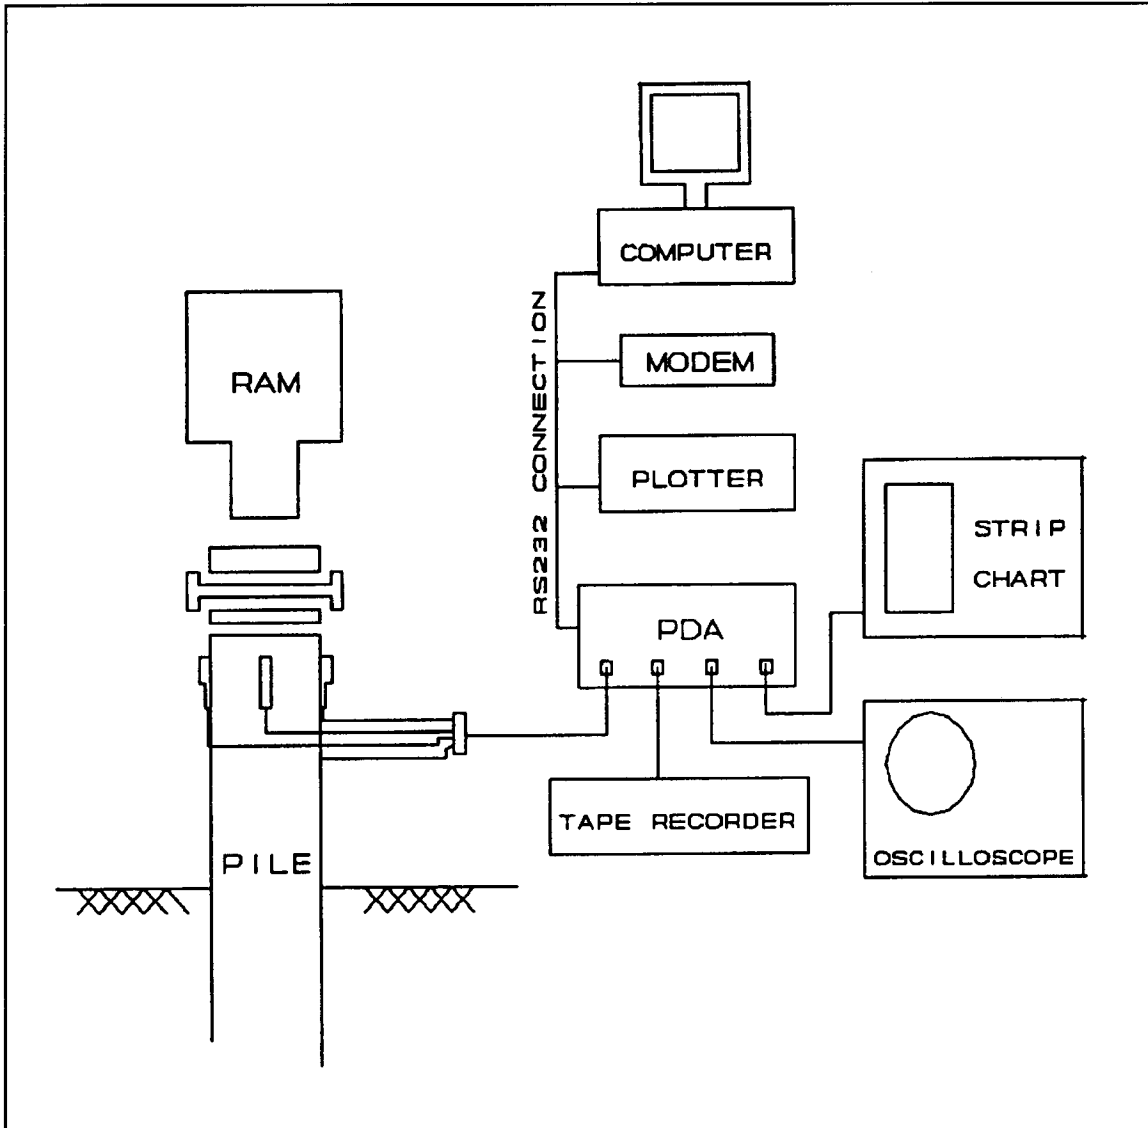 COMPUTER
RS232 CONNECTION
MODEM
RAM
PLOTTER
STRIP
CHART
PDA
TAPE RECORDER
OSCILLOSCOPE
PILE